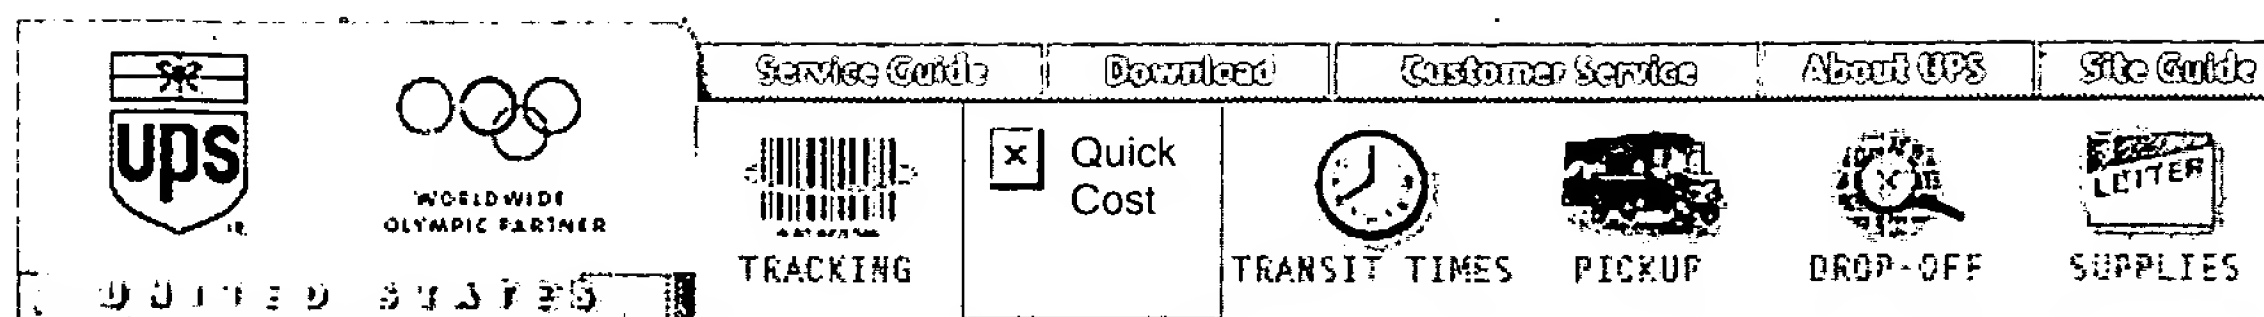 Service Guide Download Customer Service About UPS Site Guide
ups
WORLDWIDE
OLYMPIC PARTNER
x Quick
Cost
LETTER
TRACKING TRANSIT TIMES PICKUP DROP-OFF SUPPLIES
UNITED STATES